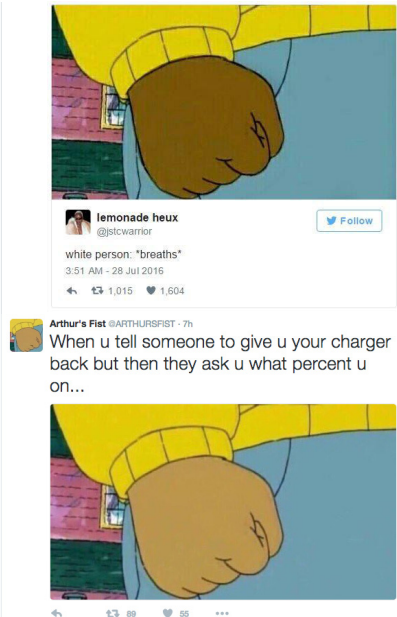 lemonade heux
@jstcwarrior
Follow
white person: *breaths*
3:51 AM - 28 Jul 2016
1,015 1,604
Arthur's Fist @ARTHURSFIST · 7h
When u tell someone to give u your charger
back but then they ask u what percent u
on...
89 55